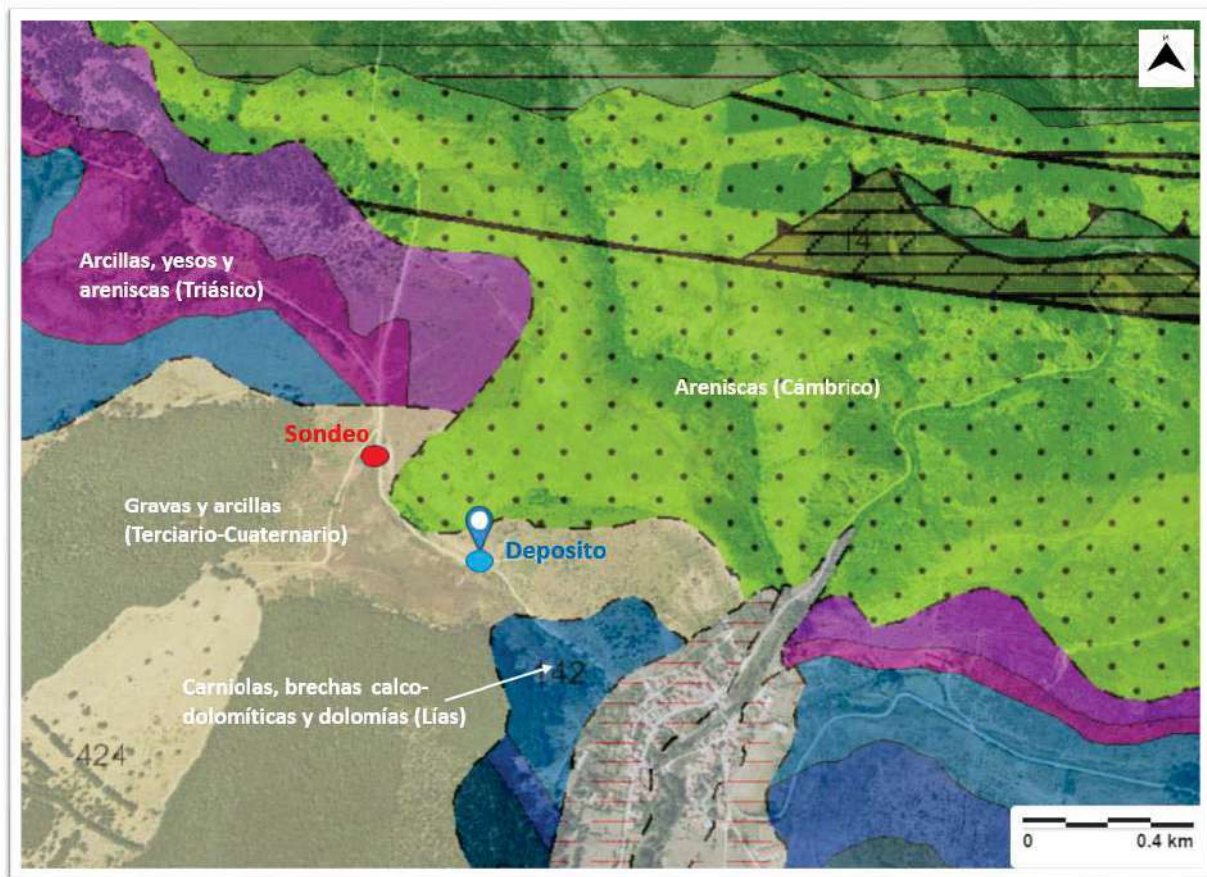 N
Arcillas, yesos y
areniscas (Triásico)
14
Areniscas (Cámbrico)
Sondeo
Gravas y arcillas
(Terciario-Cuaternario)
Deposito
142
Carniolas, brechas calco-
dolomíticas y dolomías (Lías)
424
0 0.4 km